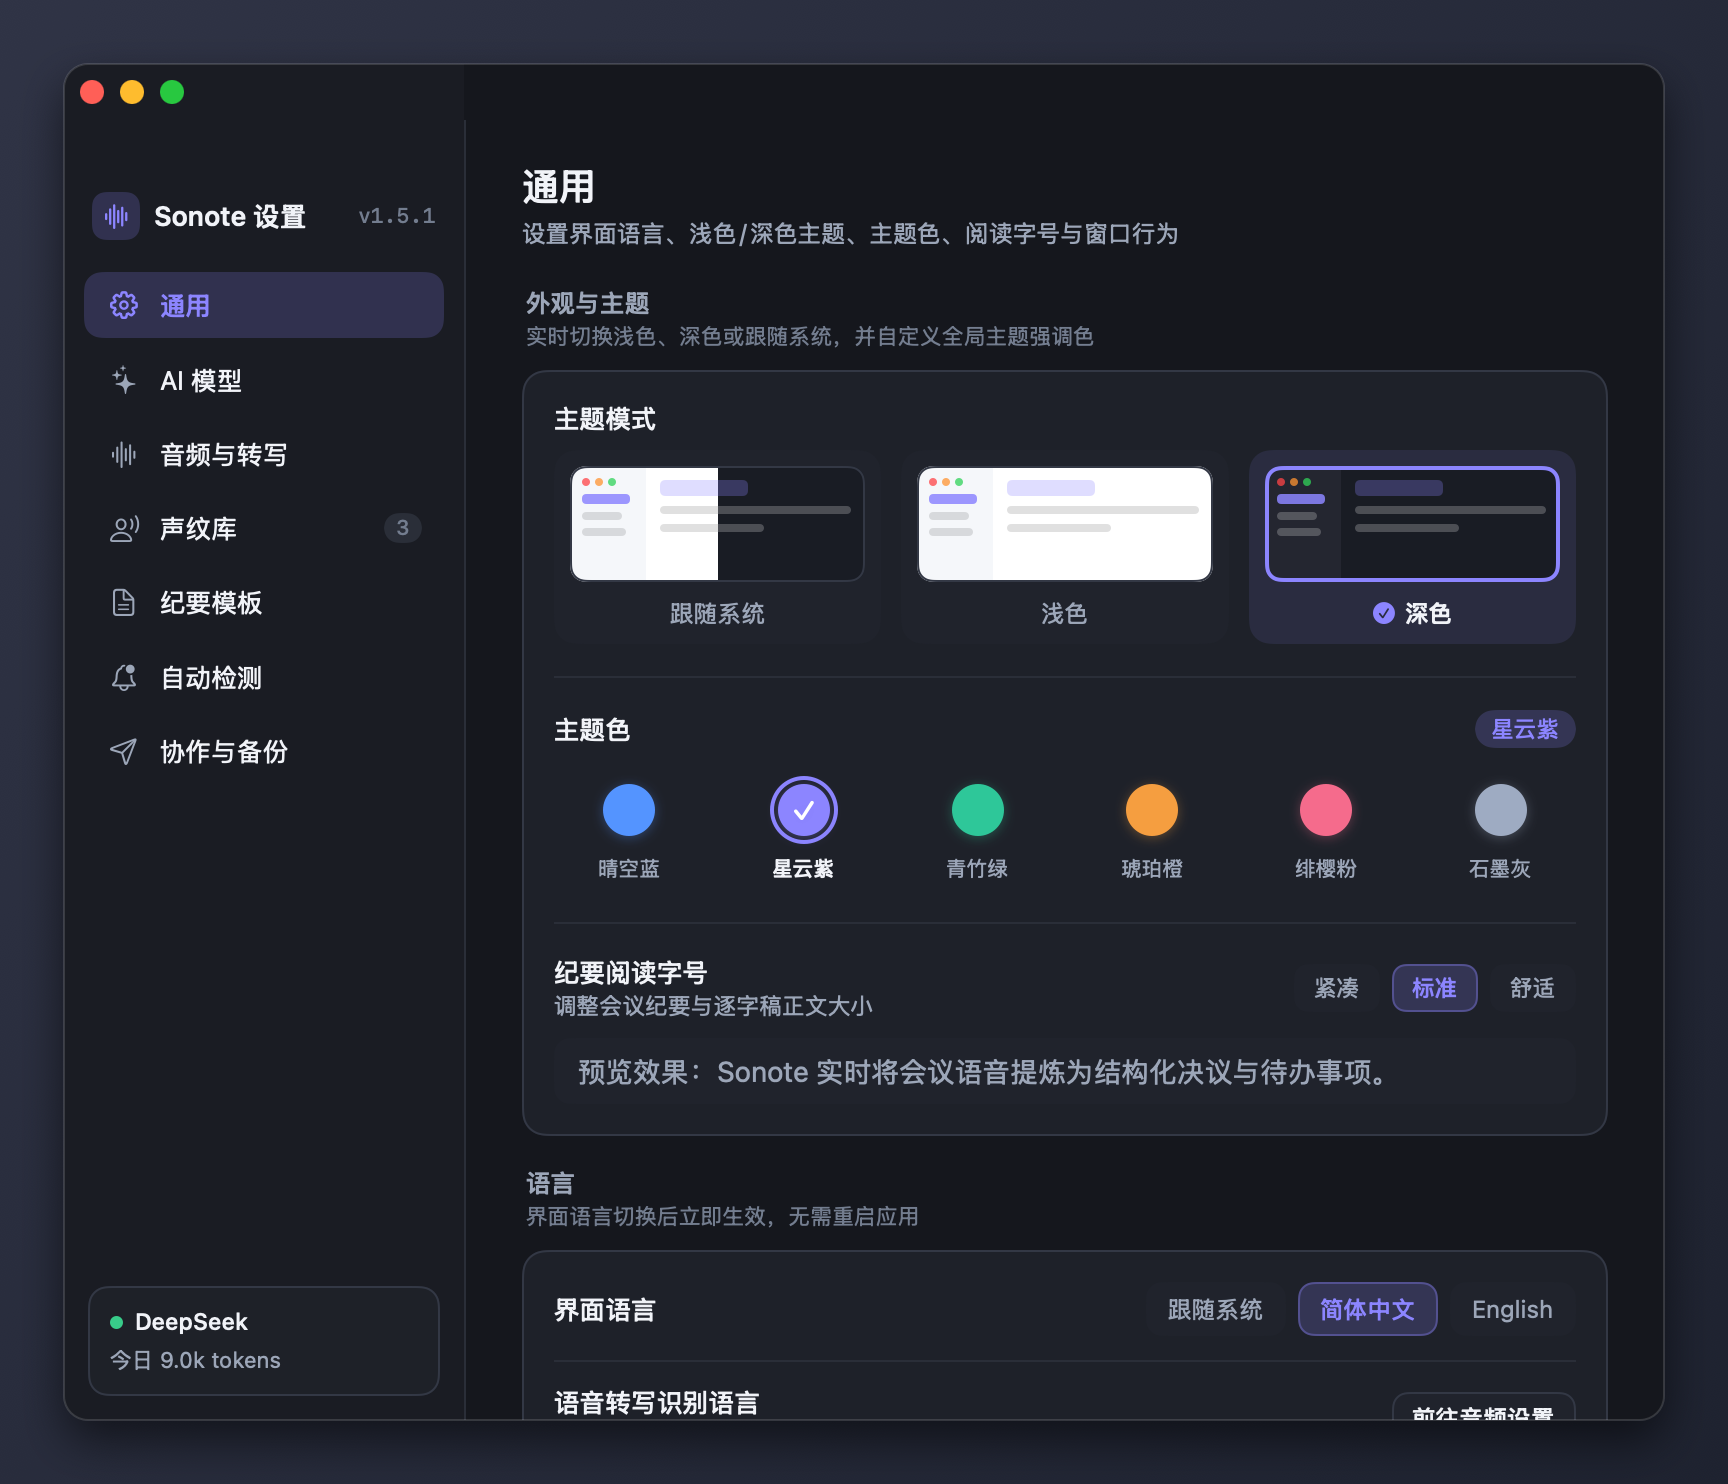 Sonote 设置 v1.5.1
通用
AI 模型
音频与转写
声纹库 3
纪要模板
自动检测
协作与备份
DeepSeek
今日 9.0k tokens
通用
设置界面语言、浅色/深色主题、主题色、阅读字号与窗口行为
外观与主题
实时切换浅色、深色或跟随系统，并自定义全局主题强调色
主题模式
跟随系统 浅色 深色
主题色 星云紫
晴空蓝 星云紫 青竹绿 琥珀橙 绯樱粉 石墨灰
纪要阅读字号
调整会议纪要与逐字稿正文大小
紧凑 标准 舒适
预览效果：Sonote 实时将会议语音提炼为结构化决议与待办事项。
语言
界面语言切换后立即生效，无需重启应用
界面语言 跟随系统 简体中文 English
语音转写识别语言 前往音频设置